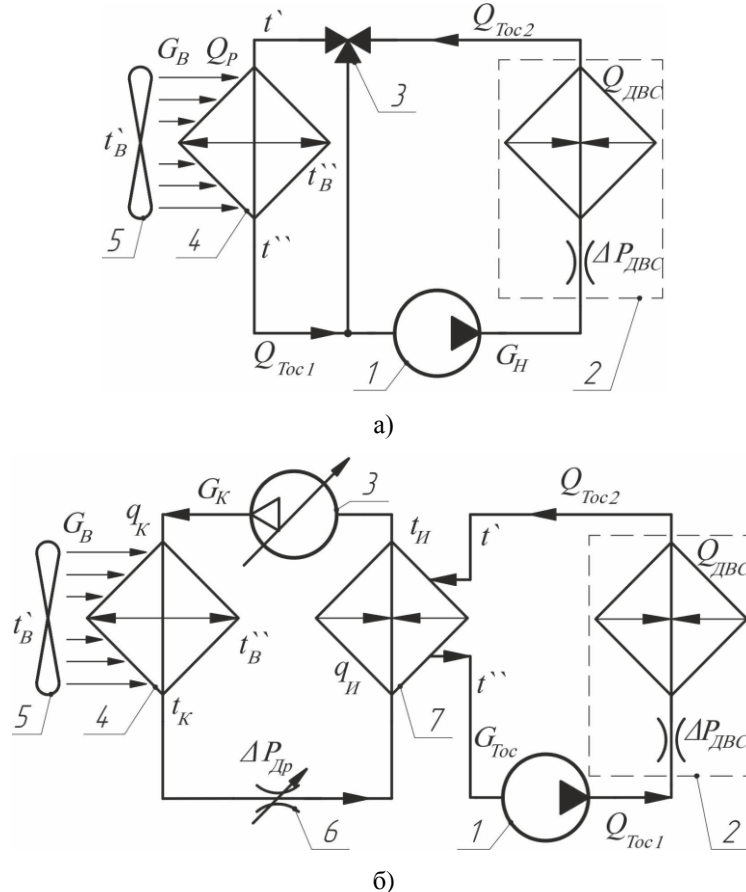 t` 3 Q_Тос2
G_В Q_Р Q_ДВС
t`_В t``_В
5 4 t`` ΔP_ДВС
Q_Тос1 1 G_Н 2
а)
G_К 3 Q_Тос2
G_В q_К t_И t` Q_ДВС
t`_В t``_В q_И
5 4 t_К 7 t`` ΔP_ДВС
ΔP_Др G_Тос
6 1 Q_Тос1 2
б)